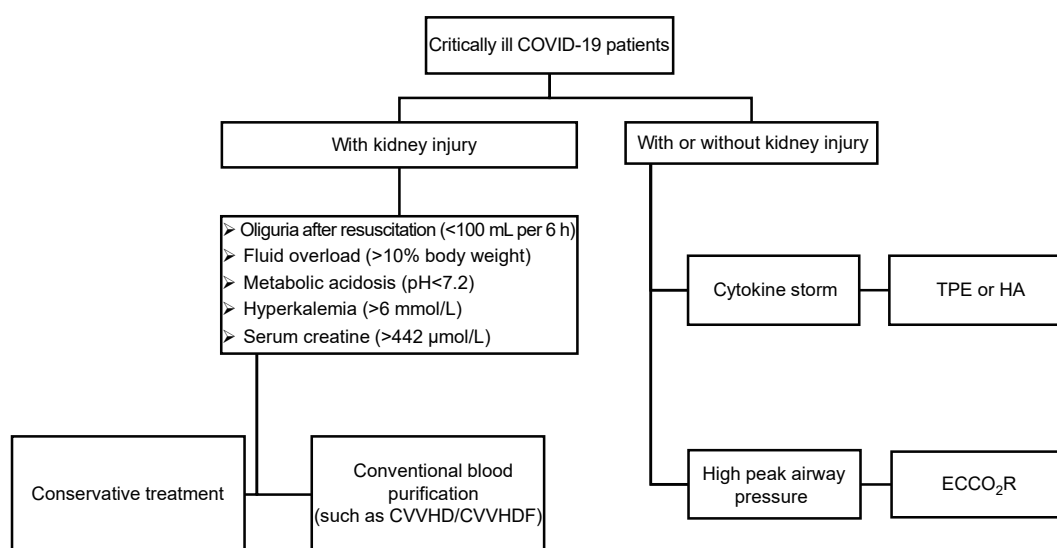 Critically ill COVID-19 patients
With kidney injury
With or without kidney injury
➢ Oliguria after resuscitation (<100 mL per 6 h)
➢ Fluid overload (>10% body weight)
➢ Metabolic acidosis (pH<7.2)
➢ Hyperkalemia (>6 mmol/L)
➢ Serum creatine (>442 μmol/L)
Cytokine storm
TPE or HA
Conservative treatment
Conventional blood
purification
(such as CVVHD/CVVHDF)
High peak airway
pressure
ECCO₂R